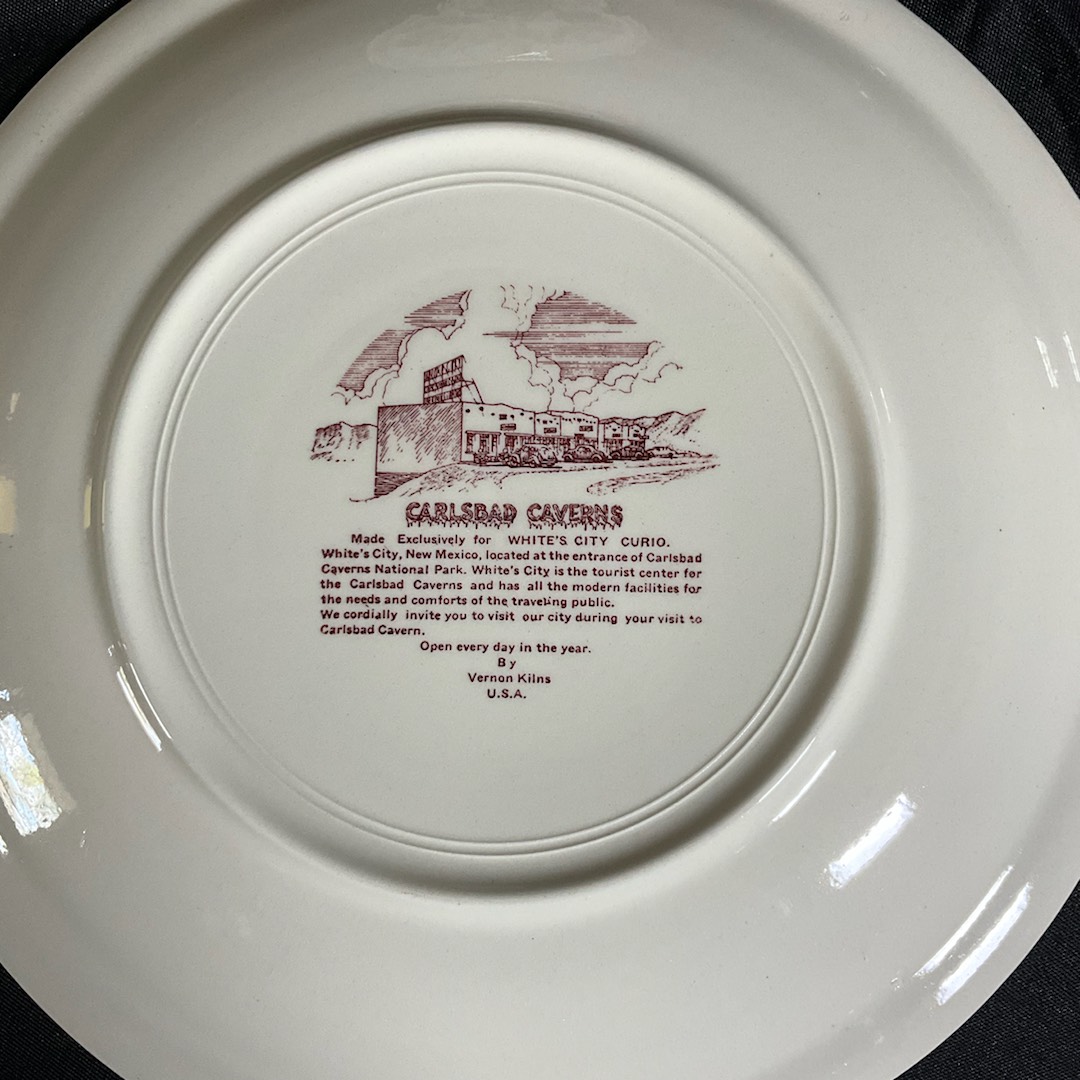 CARLSBAD CAVERNS
Made Exclusively for WHITE'S CITY CURIO.
White's City, New Mexico, located at the entrance of Carlsbad
Caverns National Park. White's City is the tourist center for
the Carlsbad Caverns and has all the modern facilities for
the needs and comforts of the traveling public.
We cordially invite you to visit our city during your visit to
Carlsbad Cavern.
Open every day in the year.
By
Vernon Kilns
U.S.A.